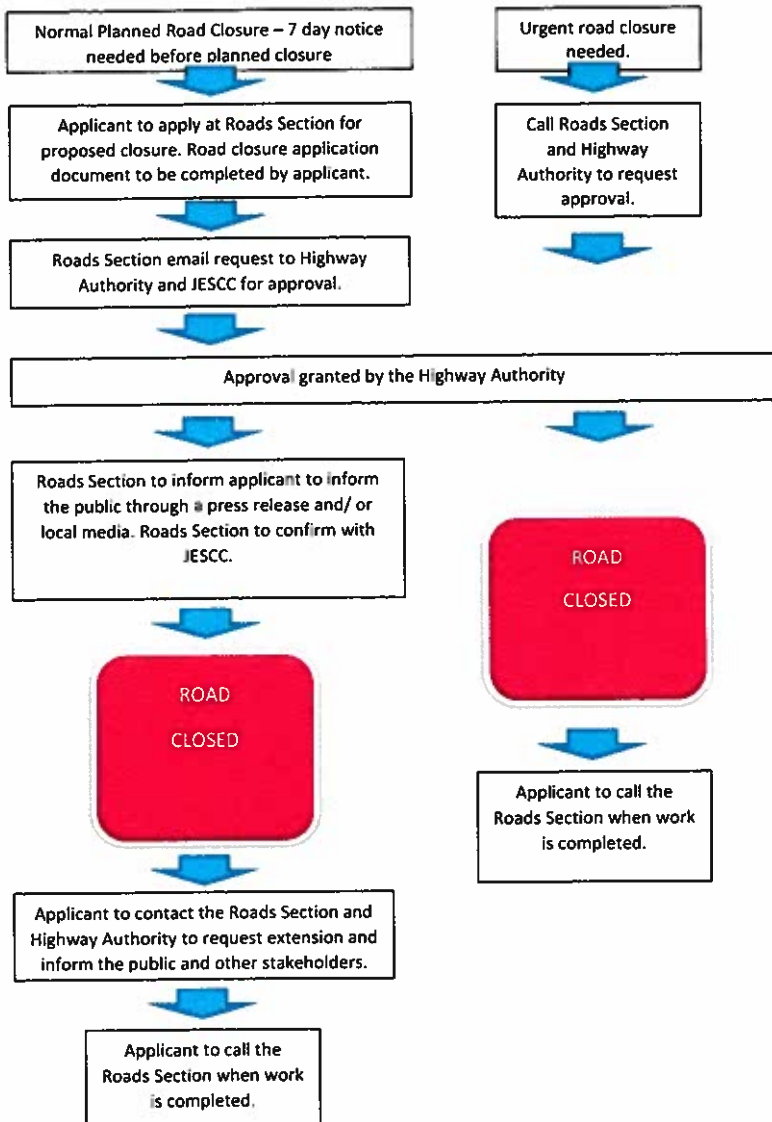 Normal Planned Road Closure – 7 day notice
needed before planned closure
Urgent road closure
needed.
Applicant to apply at Roads Section for
proposed closure. Road closure application
document to be completed by applicant.
Call Roads Section
and Highway
Authority to request
approval.
Roads Section email request to Highway
Authority and JESCC for approval.
Approval granted by the Highway Authority
Roads Section to inform applicant to inform
the public through a press release and/ or
local media. Roads Section to confirm with
JESCC.
ROAD
CLOSED
ROAD
CLOSED
Applicant to call the
Roads Section when work
is completed.
Applicant to contact the Roads Section and
Highway Authority to request extension and
inform the public and other stakeholders.
Applicant to call the
Roads Section when work
is completed.